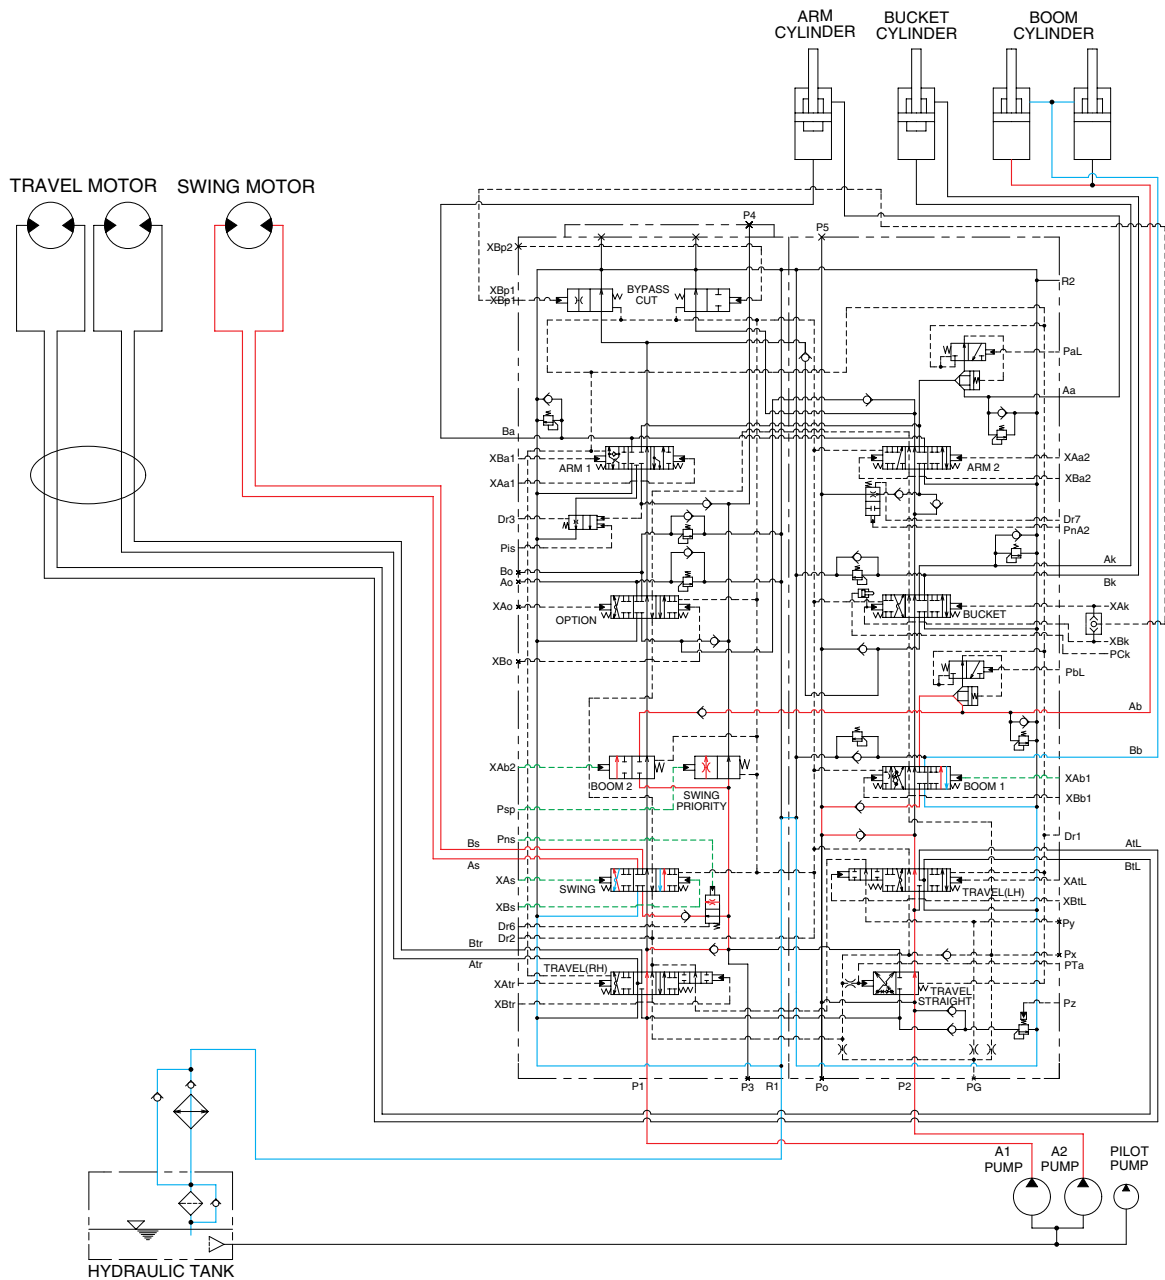 ARM
CYLINDER
BUCKET
CYLINDER
BOOM
CYLINDER
TRAVEL MOTOR
SWING MOTOR
P4
P5
XBp2
R2
XBp1
XBp1
BYPASS
CUT
PaL
Aa
Ba
XBa1
ARM 1
XAa1
ARM 2
XAa2
XBa2
Dr3
Pis
Dr7
PnA2
Bo
Ao
Ak
Bk
XAo
OPTION
XBo
BUCKET
XAk
XBk
PCk
PbL
Ab
Bb
XAb2
BOOM 2
SWING
PRIORITY
Psp
BOOM 1
XAb1
XBb1
Pns
Dr1
Bs
As
AtL
BtL
XAs
SWING
XBs
TRAVEL(LH)
XAtL
XBtL
Dr6
Dr2
Py
Btr
Atr
Px
PTa
TRAVEL(RH)
XAtr
XBtr
TRAVEL
STRAIGHT
Pz
P1
P3
R1
Po
P2
PG
A1
PUMP
A2
PUMP
PILOT
PUMP
HYDRAULIC TANK